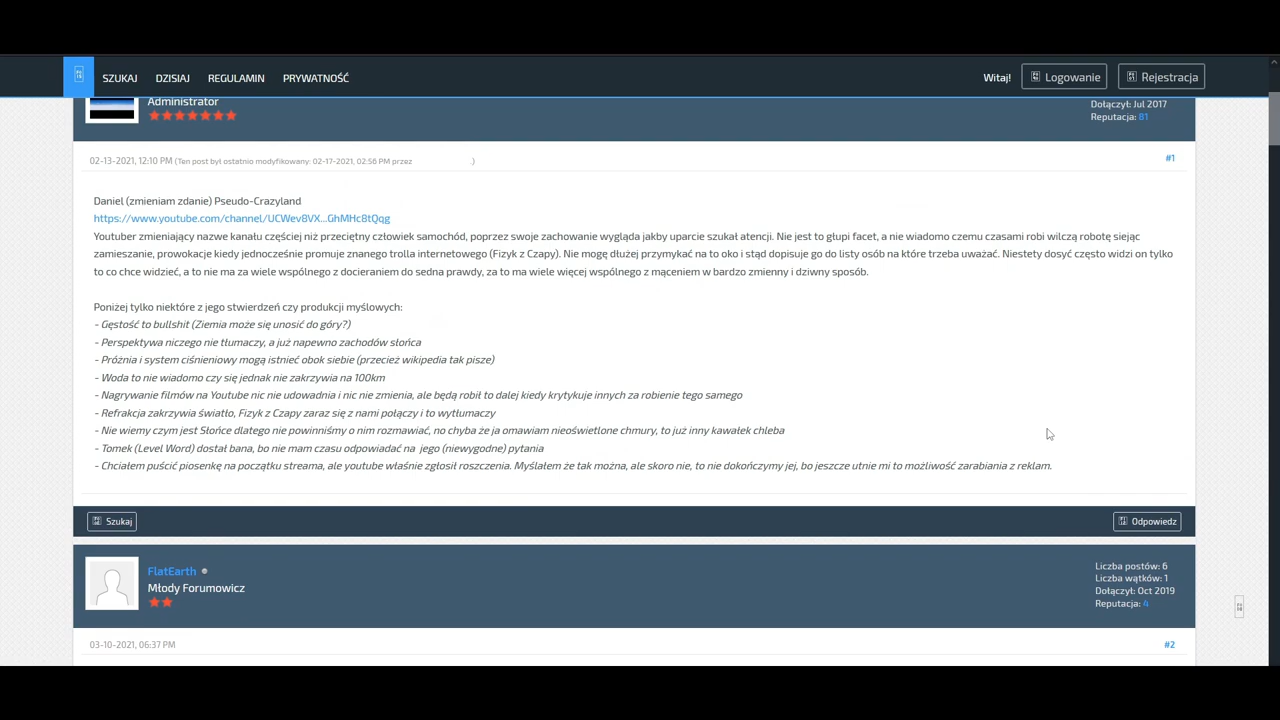 SZUKAJ DZISIAJ REGULAMIN PRYWATNOŚĆ Witaj! Logowanie Rejestracja
Administrator
Dołączył: Jul 2017
Reputacja: 81
02-13-2021, 12:10 PM (Ten post był ostatnio modyfikowany: 02-17-2021, 02:56 PM przez .)
#1
Daniel (zmieniam zdanie) Pseudo-Crazyland
https://www.youtube.com/channel/UCWev8VX...GhMHc8tQqg
Youtuber zmieniający nazwe kanału częściej niż przeciętny człowiek samochód, poprzez swoje zachowanie wygląda jakby uparcie szukał atencji. Nie jest to głupi facet, a nie wiadomo czemu czasami robi wilczą robotę siejąc
zamieszanie, prowokacje kiedy jednocześnie promuje znanego trolla internetowego (Fizyk z Czapy). Nie mogę dłużej przymykać na to oko i stąd dopisuje go do listy osób na które trzeba uważać. Niestety dosyć często widzi on tylko
to co chce widzieć, a to nie ma za wiele wspólnego z docieraniem do sedna prawdy, za to ma wiele więcej wspólnego z mąceniem w bardzo zmienny i dziwny sposób.
Poniżej tylko niektóre z jego stwierdzeń czy produkcji myślowych:
- Gęstość to bullshit (Ziemia może się unosić do góry?)
- Perspektywa niczego nie tłumaczy, a już napewno zachodów słońca
- Próżnia i system ciśnieniowy mogą istnieć obok siebie (przecież wikipedia tak pisze)
- Woda to nie wiadomo czy się jednak nie zakrzywia na 100km
- Nagrywanie filmów na Youtube nic nie udowadnia i nic nie zmienia, ale będą robił to dalej kiedy krytykuje innych za robienie tego samego
- Refrakcja zakrzywia światło, Fizyk z Czapy zaraz się z nami połączy i to wytłumaczy
- Nie wiemy czym jest Słońce dlatego nie powinniśmy o nim rozmawiać, no chyba że ja omawiam nieoświetlone chmury, to już inny kawałek chleba
- Tomek (Level Word) dostał bana, bo nie mam czasu odpowiadać na jego (niewygodne) pytania
- Chciałem puścić piosenkę na początku streama, ale youtube właśnie zgłosił roszczenia. Myślałem że tak można, ale skoro nie, to nie dokończymy jej, bo jeszcze utnie mi to możliwość zarabiania z reklam.
Szukaj Odpowiedz
FlatEarth
Młody Forumowicz
Liczba postów: 6
Liczba wątków: 1
Dołączył: Oct 2019
Reputacja: 4
03-10-2021, 06:37 PM
#2